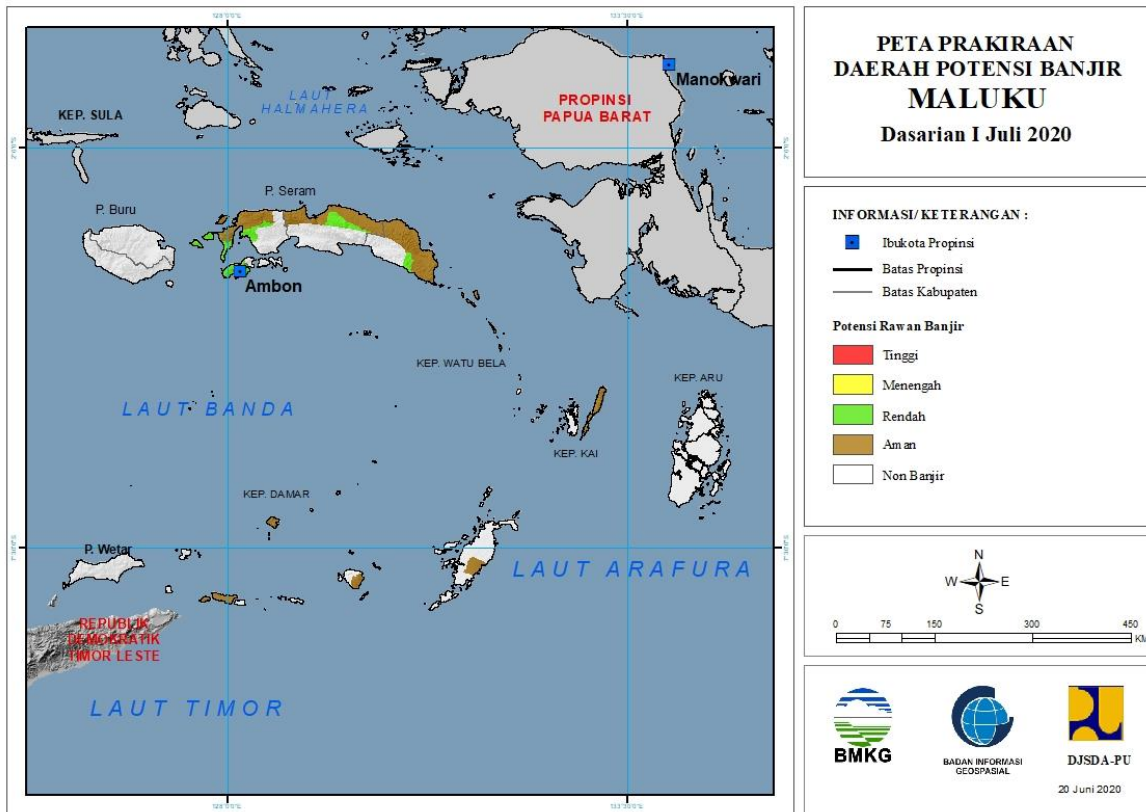 PETA PRAKIRAAN
DAERAH POTENSI BANJIR
MALUKU
Dasarian I Juli 2020
INFORMASI/ KETERANGAN :
Ibukota Propinsi
Batas Propinsi
Batas Kabupaten
Potensi Rawan Banjir
Tinggi
Menengah
Rendah
Aman
Non Banjir
N
W
E
S
0 75 150 300 450
KM
BMKG
BADAN INFORMASI
GEOSPASIAL
DJSDA-PU
20 Juni 2020
Manokwari
LAUT
HALMAHERA
PROPINSI
PAPUA BARAT
KEP. SULA
P. Seram
P. Buru
Ambon
KEP. WATU BELA
KEP. ARU
LAUT BANDA
KEP. KAI
KEP. DAMAR
P. Wetar
LAUT ARAFURA
REPUBLIK
DEMOKRATIK
TIMOR LESTE
LAUT TIMOR